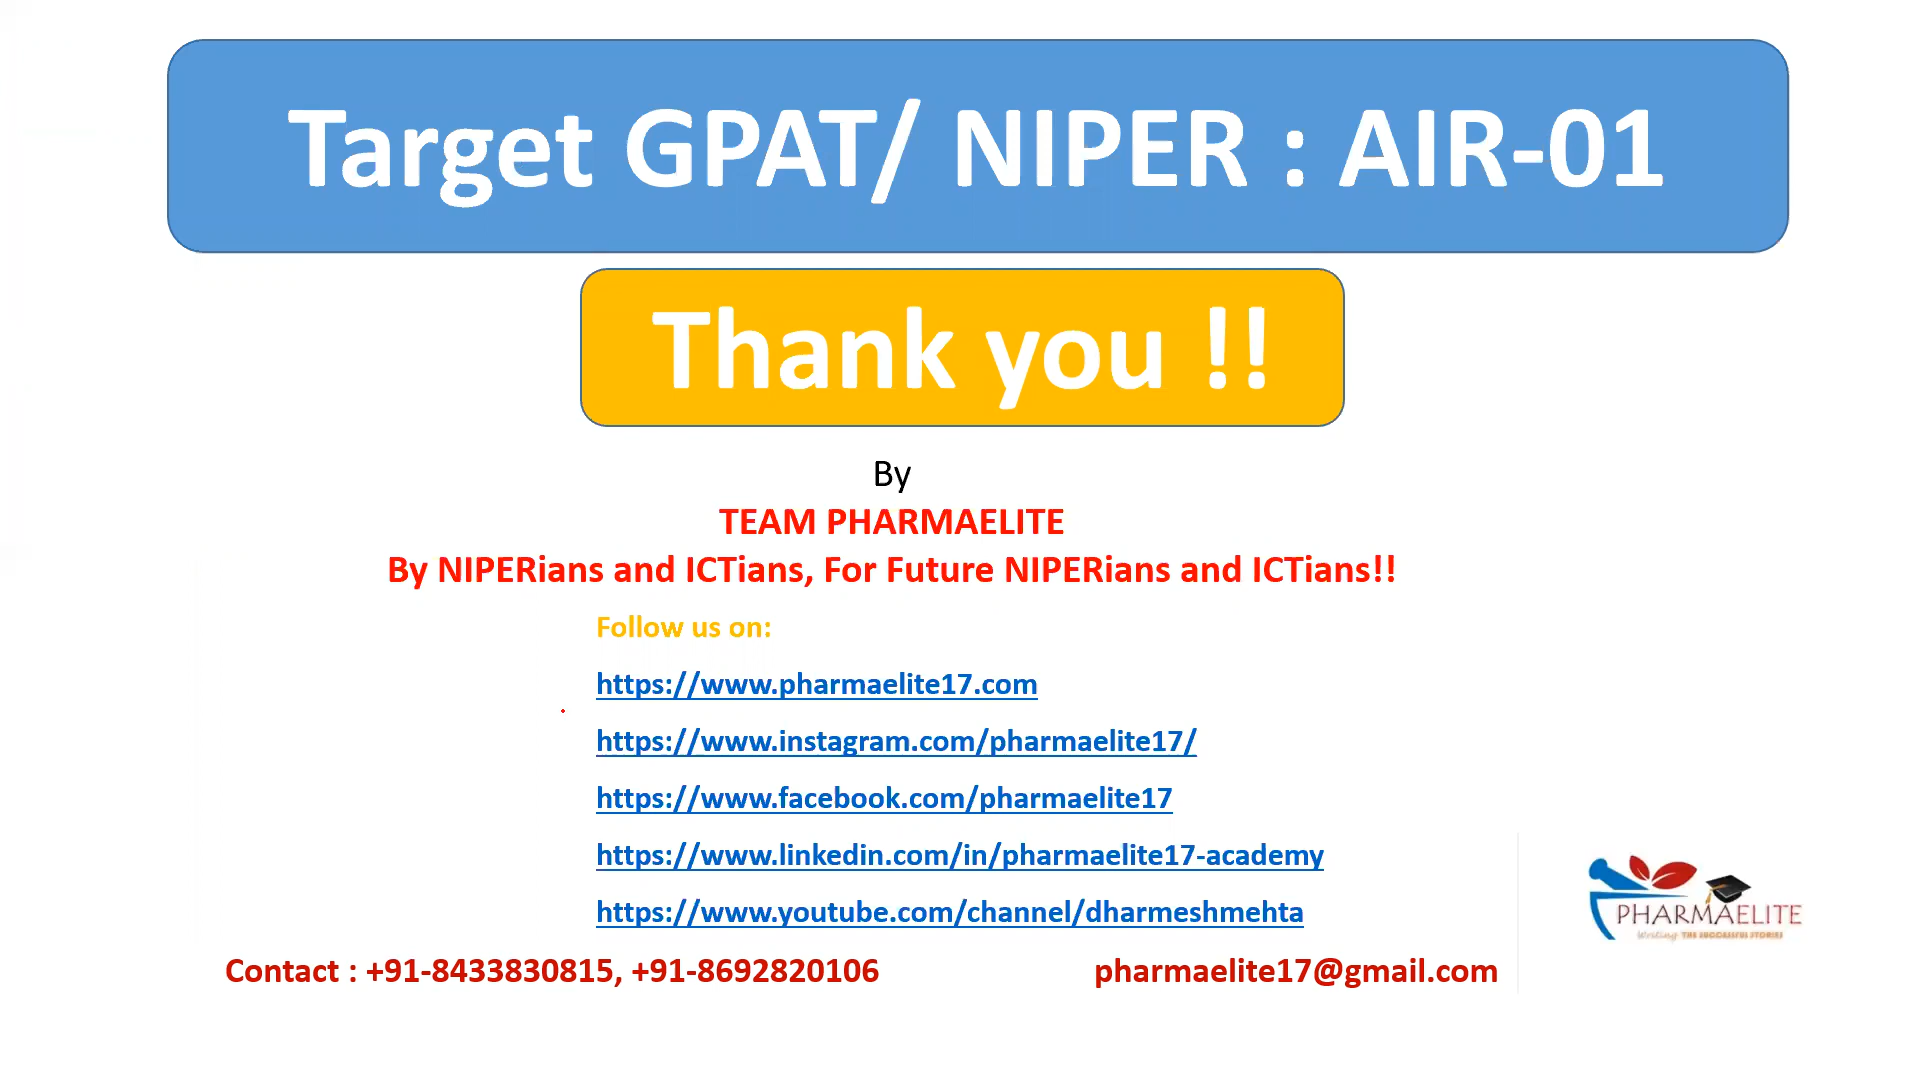 Target GPAT/ NIPER : AIR-01
Thank you !!
By
TEAM PHARMAELITE
By NIPERians and ICTians, For Future NIPERians and ICTians!!
Follow us on:
https://www.pharmaelite17.com
https://www.instagram.com/pharmaelite17/
https://www.facebook.com/pharmaelite17
https://www.linkedin.com/in/pharmaelite17-academy
https://www.youtube.com/channel/dharmeshmehta
PHARMAELITE
Writing THE SUCCESSFUL STORIES
Contact : +91-8433830815, +91-8692820106 pharmaelite17@gmail.com